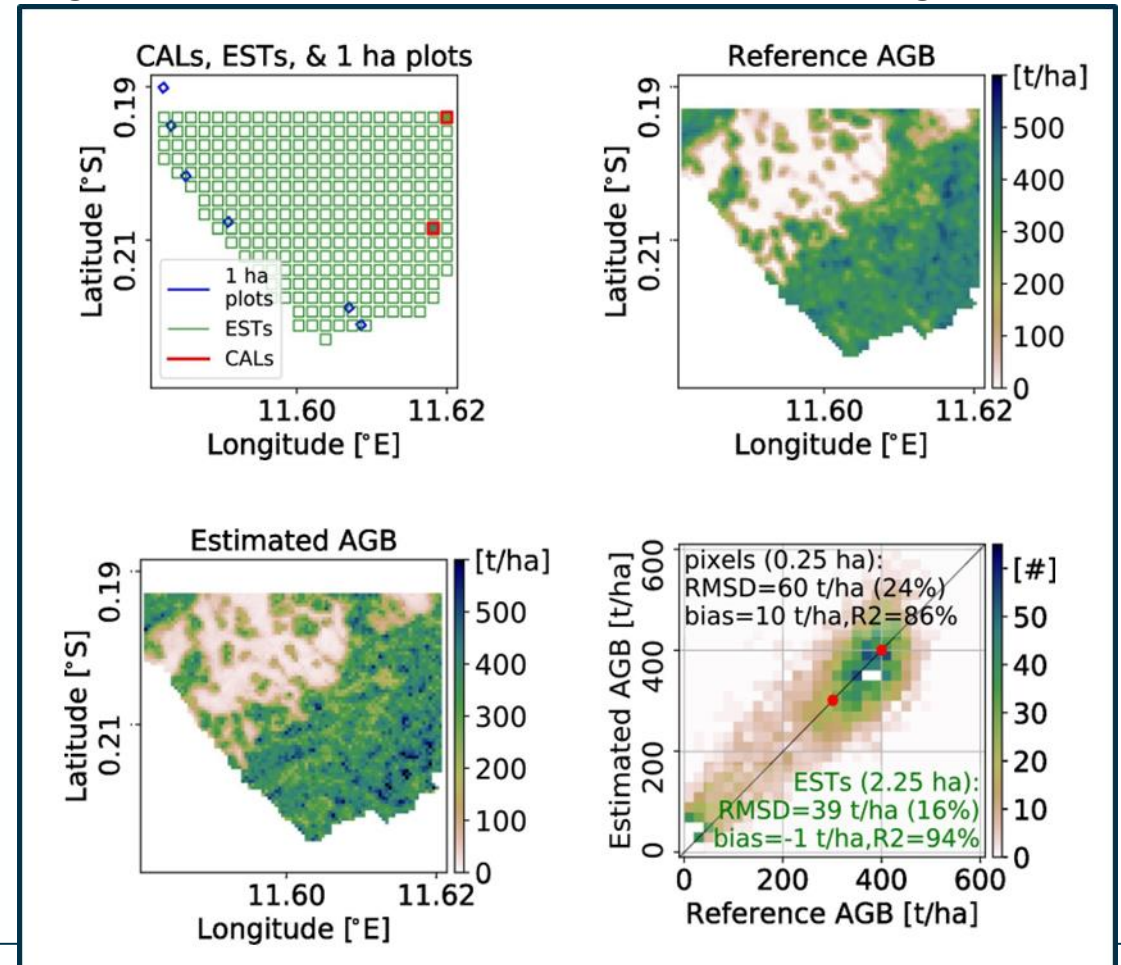 CALs, ESTs, & 1 ha plots
0.19
0.21
Latitude [°S]
1 ha
plots
ESTs
CALs
11.60
11.62
Longitude [°E]
Reference AGB
[t/ha]
0.19
0.21
Latitude [°S]
500
400
300
200
100
0
11.60
11.62
Longitude [°E]
Estimated AGB
[t/ha]
0.19
0.21
Latitude [°S]
500
400
300
200
100
0
11.60
11.62
Longitude [°E]
pixels (0.25 ha):
RMSD=60 t/ha (24%)
bias=10 t/ha,R2=86%
[#]
600
400
200
0
Estimated AGB [t/ha]
50
40
30
20
10
0
ESTs (2.25 ha):
RMSD=39 t/ha (16%)
bias=-1 t/ha,R2=94%
0
200
400
600
Reference AGB [t/ha]